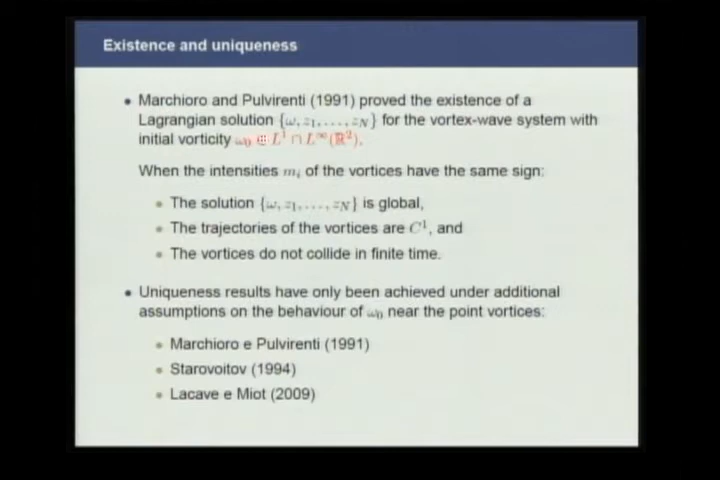 Existence and uniqueness
• Marchioro and Pulvirenti (1991) proved the existence of a
Lagrangian solution {ω, z₁, . . . , z_N} for the vortex-wave system with
initial vorticity ω₀ ∈ L¹ ∩ L^∞(ℝ²).
When the intensities mᵢ of the vortices have the same sign:
• The solution {ω, z₁, . . . , z_N} is global,
• The trajectories of the vortices are C¹, and
• The vortices do not collide in finite time.
• Uniqueness results have only been achieved under additional
assumptions on the behaviour of ω₀ near the point vortices:
• Marchioro e Pulvirenti (1991)
• Starovoitov (1994)
• Lacave e Miot (2009)